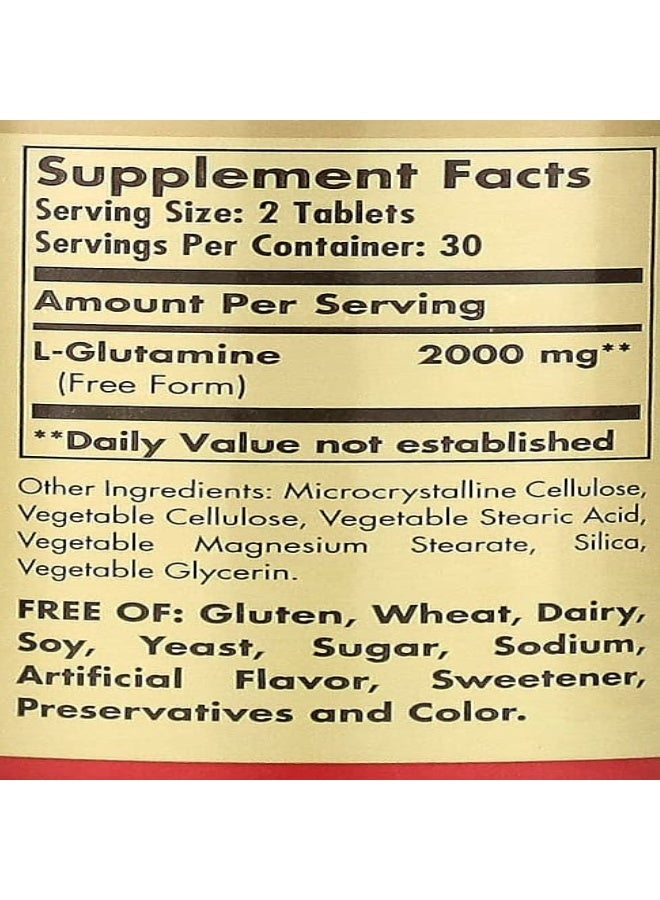 Supplement Facts
Serving Size: 2 Tablets
Servings Per Container: 30
Amount Per Serving
L-Glutamine 2000 mg**
(Free Form)
**Daily Value not established
Other Ingredients: Microcrystalline Cellulose,
Vegetable Cellulose, Vegetable Stearic Acid,
Vegetable Magnesium Stearate, Silica,
Vegetable Glycerin.
FREE OF: Gluten, Wheat, Dairy,
Soy, Yeast, Sugar, Sodium,
Artificial Flavor, Sweetener,
Preservatives and Color.